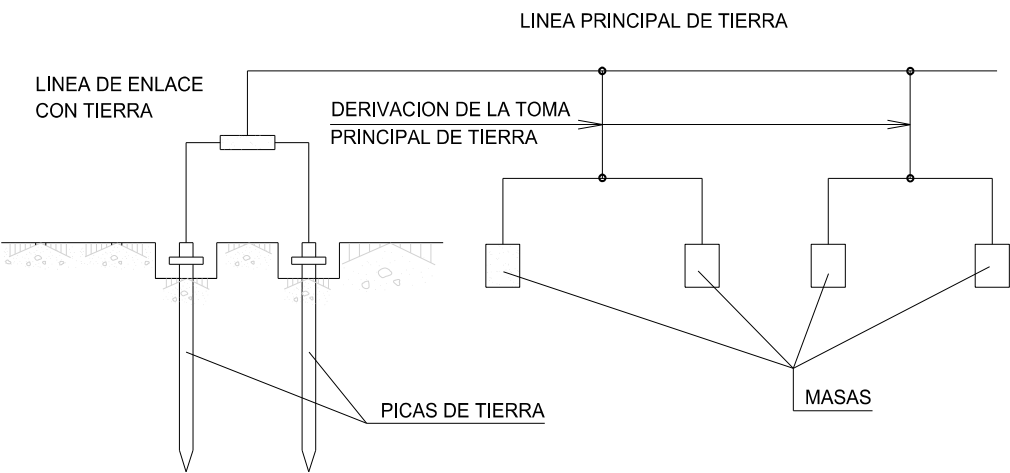 LINEA PRINCIPAL DE TIERRA
LINEA DE ENLACE
CON TIERRA
DERIVACION DE LA TOMA
PRINCIPAL DE TIERRA
PICAS DE TIERRA
MASAS